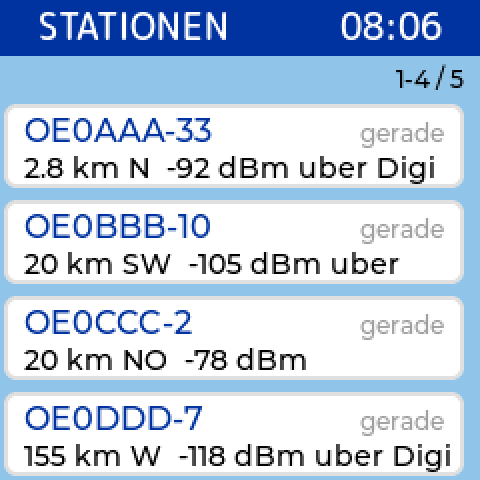 STATIONEN 08:06
1-4 / 5
OE0AAA-33 gerade
2.8 km N -92 dBm uber Digi
OE0BBB-10 gerade
20 km SW -105 dBm uber
OE0CCC-2 gerade
20 km NO -78 dBm
OE0DDD-7 gerade
155 km W -118 dBm uber Digi